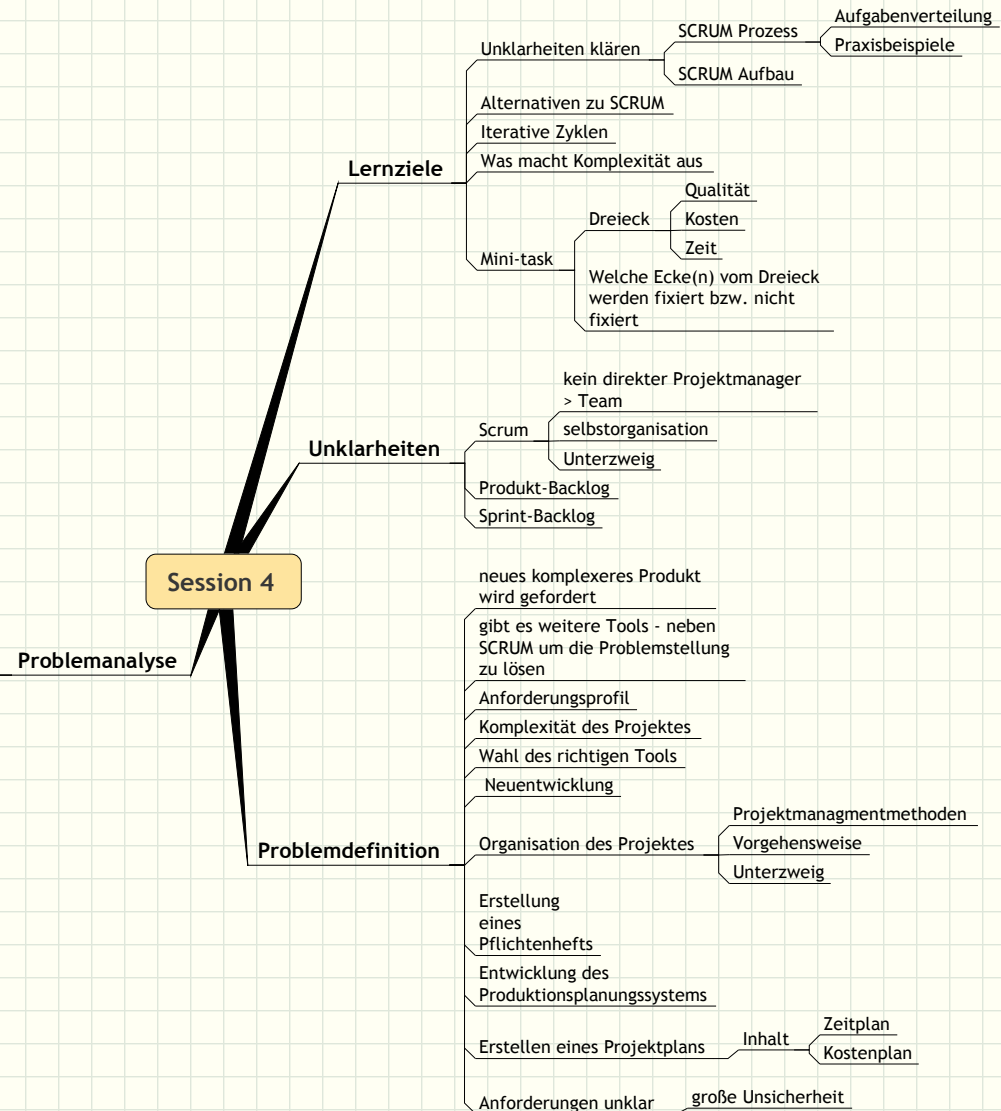 Session 4
Lernziele
Unklarheiten klären
SCRUM Prozess
Aufgabenverteilung
Praxisbeispiele
SCRUM Aufbau
Alternativen zu SCRUM
Iterative Zyklen
Was macht Komplexität aus
Mini-task
Dreieck
Qualität
Kosten
Zeit
Welche Ecke(n) vom Dreieck
werden fixiert bzw. nicht
fixiert
Unklarheiten
Scrum
kein direkter Projektmanager
> Team
selbstorganisation
Unterzweig
Produkt-Backlog
Sprint-Backlog
Problemanalyse
Problemdefinition
neues komplexeres Produkt
wird gefordert
gibt es weitere Tools - neben
SCRUM um die Problemstellung
zu lösen
Anforderungsprofil
Komplexität des Projektes
Wahl des richtigen Tools
Neuentwicklung
Organisation des Projektes
Projektmanagmentmethoden
Vorgehensweise
Unterzweig
Erstellung
eines
Pflichtenhefts
Entwicklung des
Produktionsplanungssystems
Erstellen eines Projektplans
Inhalt
Zeitplan
Kostenplan
Anforderungen unklar
große Unsicherheit